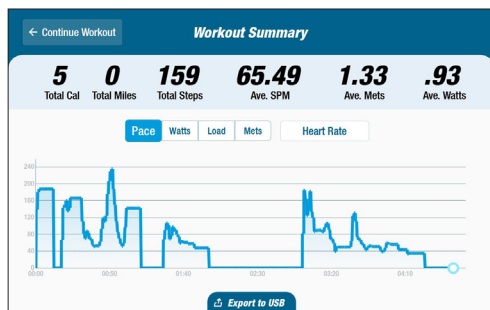 ← Continue Workout
Workout Summary
5 0 159 65.49 1.33 .93
Total Cal Total Miles Total Steps Ave. SPM Ave. Mets Ave. Watts
Pace Watts Load Mets Heart Rate
240
200
160
120
80
40
0
00:00 00:50 01:40 02:30 03:20 04:10
Export to USB